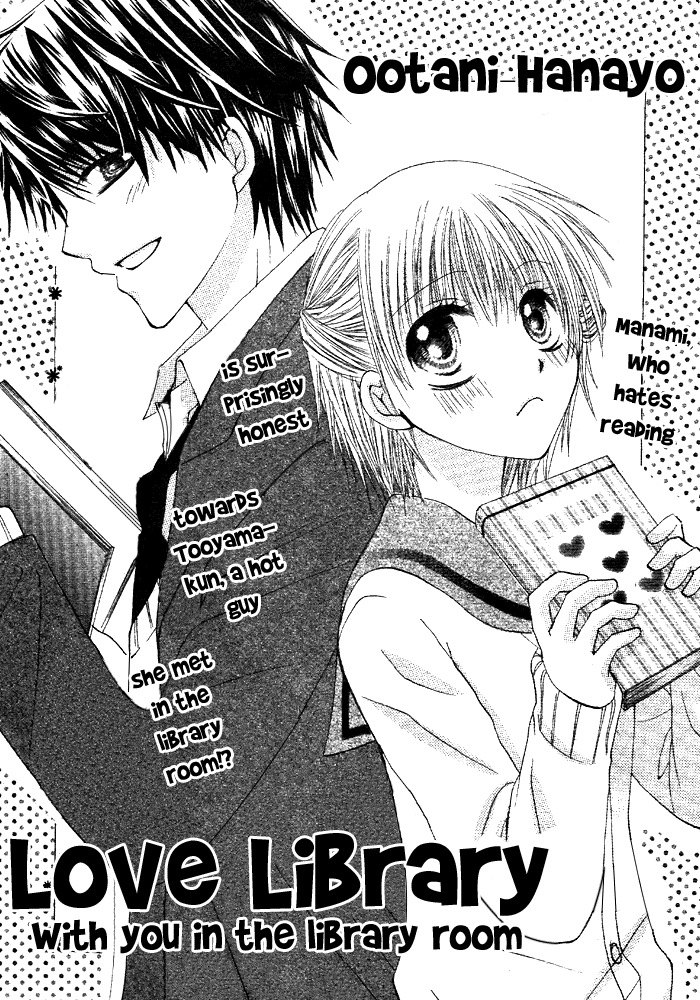 Ootani Hanayo
Manami,
who
hates
reading
is sur-
prisingly
honest
towards
Tooyama-
kun, a hot
guy
she met
in the
library
room!?
Love Library
With you in the library room